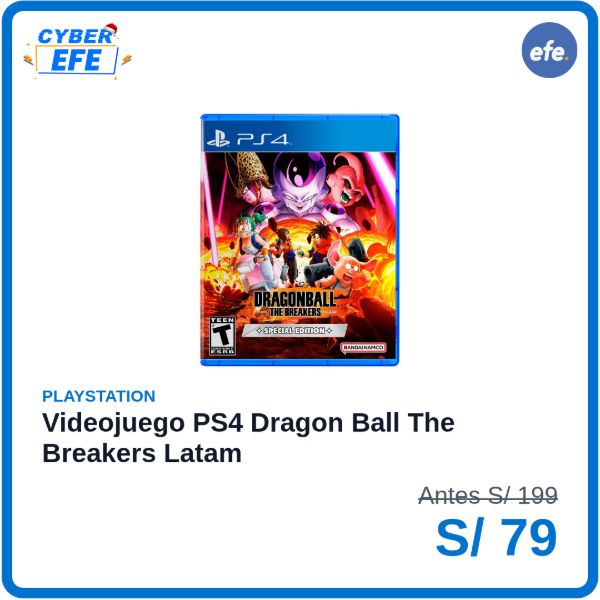 CYBER
EFE
efe.
PS4
DRAGONBALL
THE BREAKERS
SPECIAL EDITION
TEEN
T
ESRB
BANDAI NAMCO
PLAYSTATION
Videojuego PS4 Dragon Ball The
Breakers Latam
Antes S/ 199
S/ 79